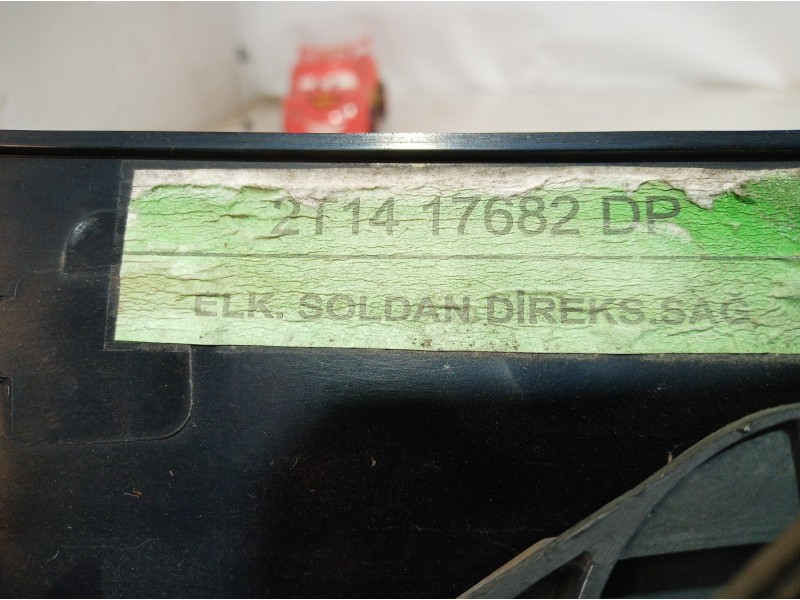 2T14 17682 DP
ELK. SOLDAN.DİREKS.SAĞ